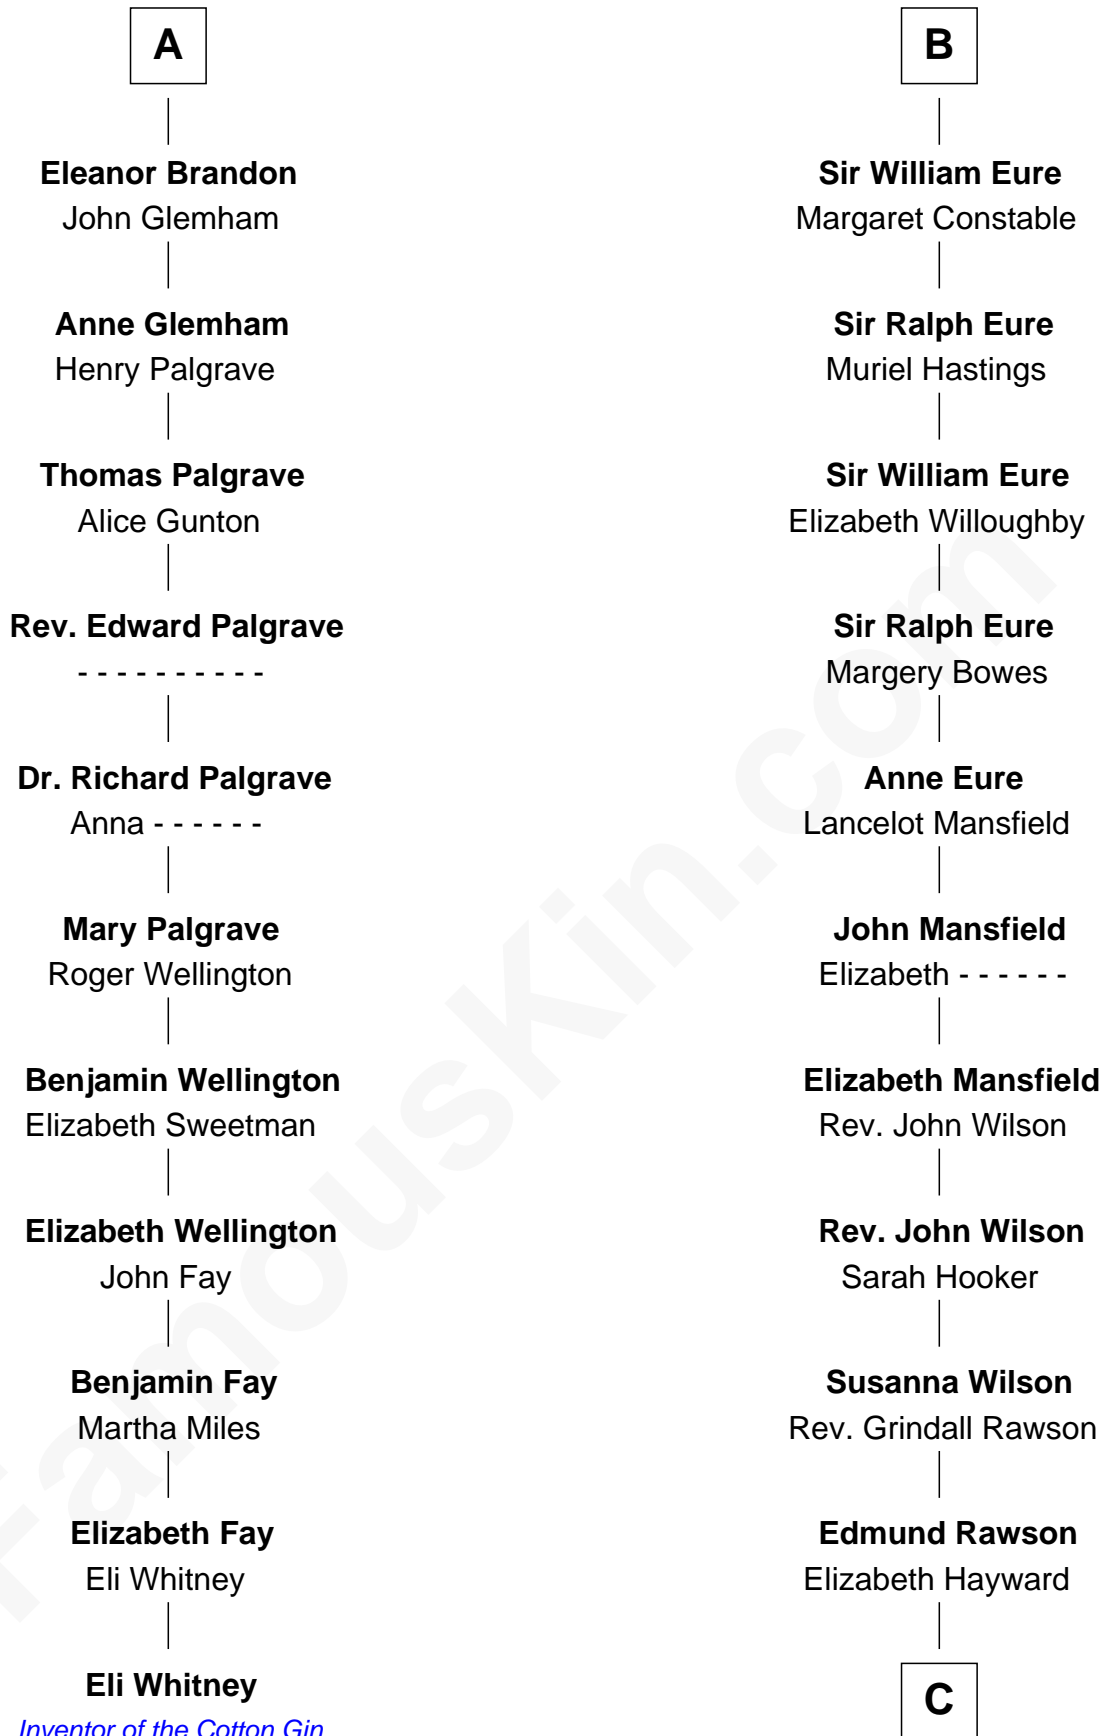 A
Eleanor Brandon
John Glemham
Anne Glemham
Henry Palgrave
Thomas Palgrave
Alice Gunton
Rev. Edward Palgrave
- - - - - - - - - -
Dr. Richard Palgrave
Anna - - - - - -
Mary Palgrave
Roger Wellington
Benjamin Wellington
Elizabeth Sweetman
Elizabeth Wellington
John Fay
Benjamin Fay
Martha Miles
Elizabeth Fay
Eli Whitney
Eli Whitney
Inventor of the Cotton Gin
B
Sir William Eure
Margaret Constable
Sir Ralph Eure
Muriel Hastings
Sir William Eure
Elizabeth Willoughby
Sir Ralph Eure
Margery Bowes
Anne Eure
Lancelot Mansfield
John Mansfield
Elizabeth - - - - - -
Elizabeth Mansfield
Rev. John Wilson
Rev. John Wilson
Sarah Hooker
Susanna Wilson
Rev. Grindall Rawson
Edmund Rawson
Elizabeth Hayward
C
FamousKin.com